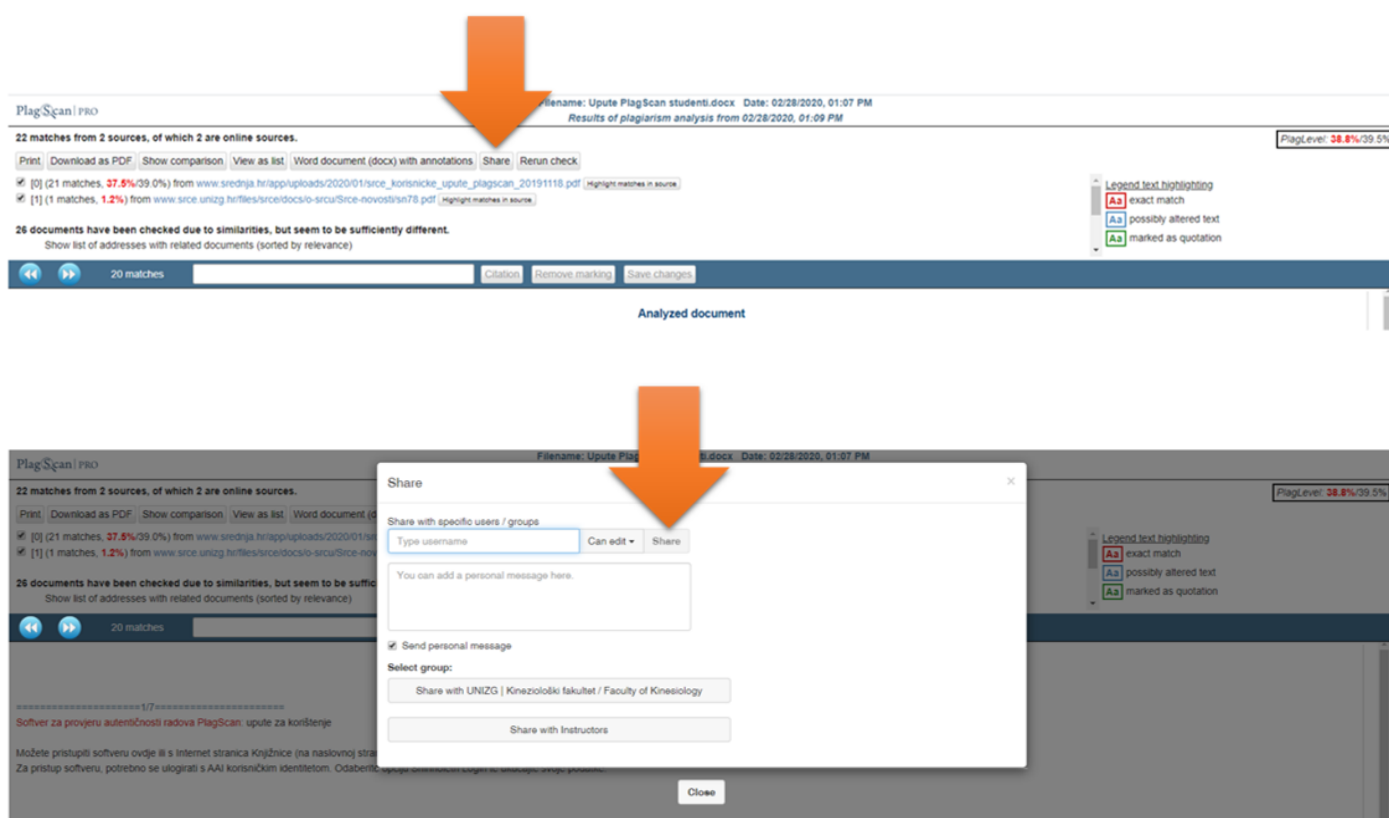 PlagScan | PRO
Filename: Upute PlagScan studenti.docx Date: 02/28/2020, 01:07 PM
Results of plagiarism analysis from 02/28/2020, 01:09 PM
22 matches from 2 sources, of which 2 are online sources.
PlagLevel: 38.8%/39.5%
Print Download as PDF Show comparison View as list Word document (docx) with annotations Share Rerun check
[0] (21 matches, 37.5%/39.0%) from www.srednja.hr/app/uploads/2020/01/srce_korisnicke_upute_plagscan_20191118.pdf Highlight matches in source
[1] (1 matches, 1.2%) from www.srce.unizg.hr/files/srce/docs/o-srcu/Srce-novosti/sn78.pdf Highlight matches in source
Legend text highlighting
Aa exact match
Aa possibly altered text
Aa marked as quotation
26 documents have been checked due to similarities, but seem to be sufficiently different.
Show list of addresses with related documents (sorted by relevance)
20 matches Citation Remove marking Save changes
Analyzed document
PlagScan | PRO
Filename: Upute Plag ti.docx Date: 02/28/2020, 01:07 PM
22 matches from 2 sources, of which 2 are online sources.
PlagLevel: 38.8%/39.5%
Print Download as PDF Show comparison View as list Word document (d
[0] (21 matches, 37.5%/39.0%) from www.srednja.hr/app/uploads/2020/01/sr
[1] (1 matches, 1.2%) from www.srce.unizg.hr/files/srce/docs/o-srcu/Srce-nov
Legend text highlighting
Aa exact match
Aa possibly altered text
Aa marked as quotation
26 documents have been checked due to similarities, but seem to be suffic
Show list of addresses with related documents (sorted by relevance)
20 matches
Share ×
Share with specific users / groups
Type username Can edit Share
You can add a personal message here.
Send personal message
Select group:
Share with UNIZG | Kineziološki fakultet / Faculty of Kinesiology
Share with Instructors
Close
=====================1/7======================
Softver za provjeru autentičnosti radova PlagScan: upute za korištenje
Možete pristupiti softveru ovdje ili s Internet stranica Knjižnice (na naslovnoj stran
Za pristup softveru, potrebno se ulogirati s AAI korisničkim identitetom. Odaberite